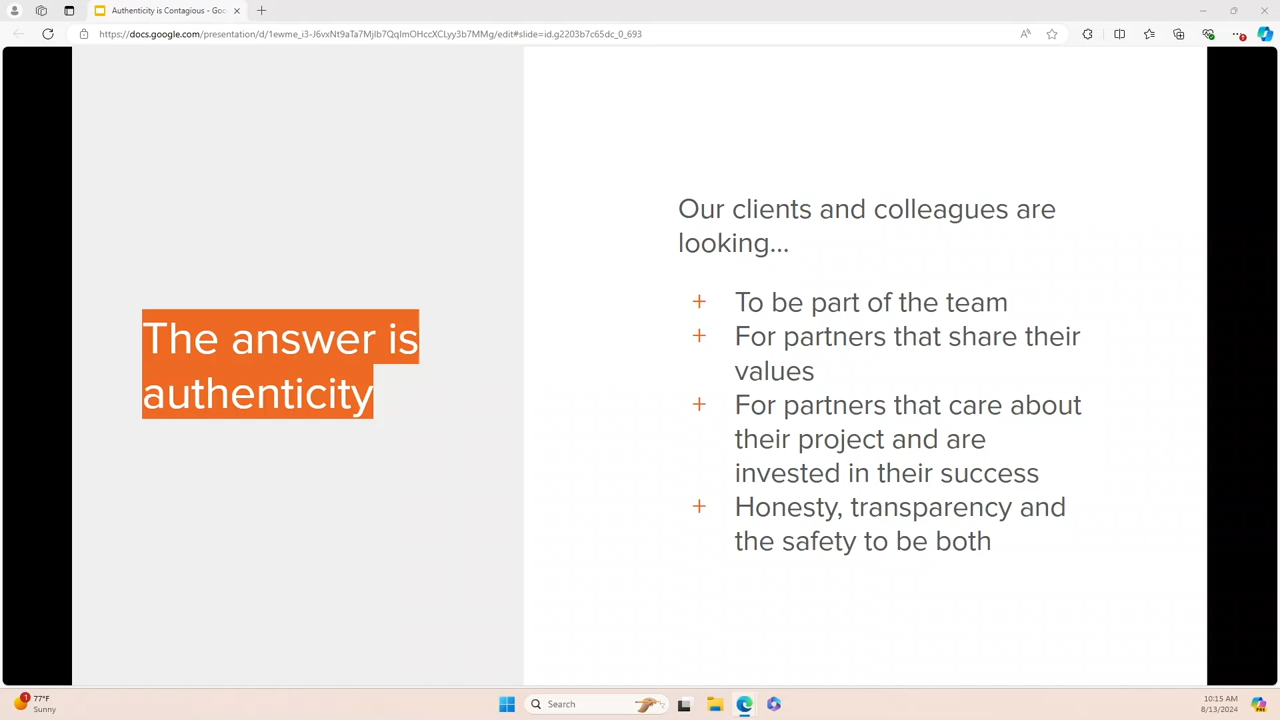 Authenticity is Contagious - Goo
https://docs.google.com/presentation/d/1ewme_i3-J6vxNt9aTa7Mjlb7QqImOHccXCLyy3b7MMg/edit#slide=id.g2203b7c65dc_0_693
The answer is
authenticity
Our clients and colleagues are
looking...
+ To be part of the team
+ For partners that share their
values
+ For partners that care about
their project and are
invested in their success
+ Honesty, transparency and
the safety to be both
1
77°F
Sunny
Search
10:15 AM
8/13/2024